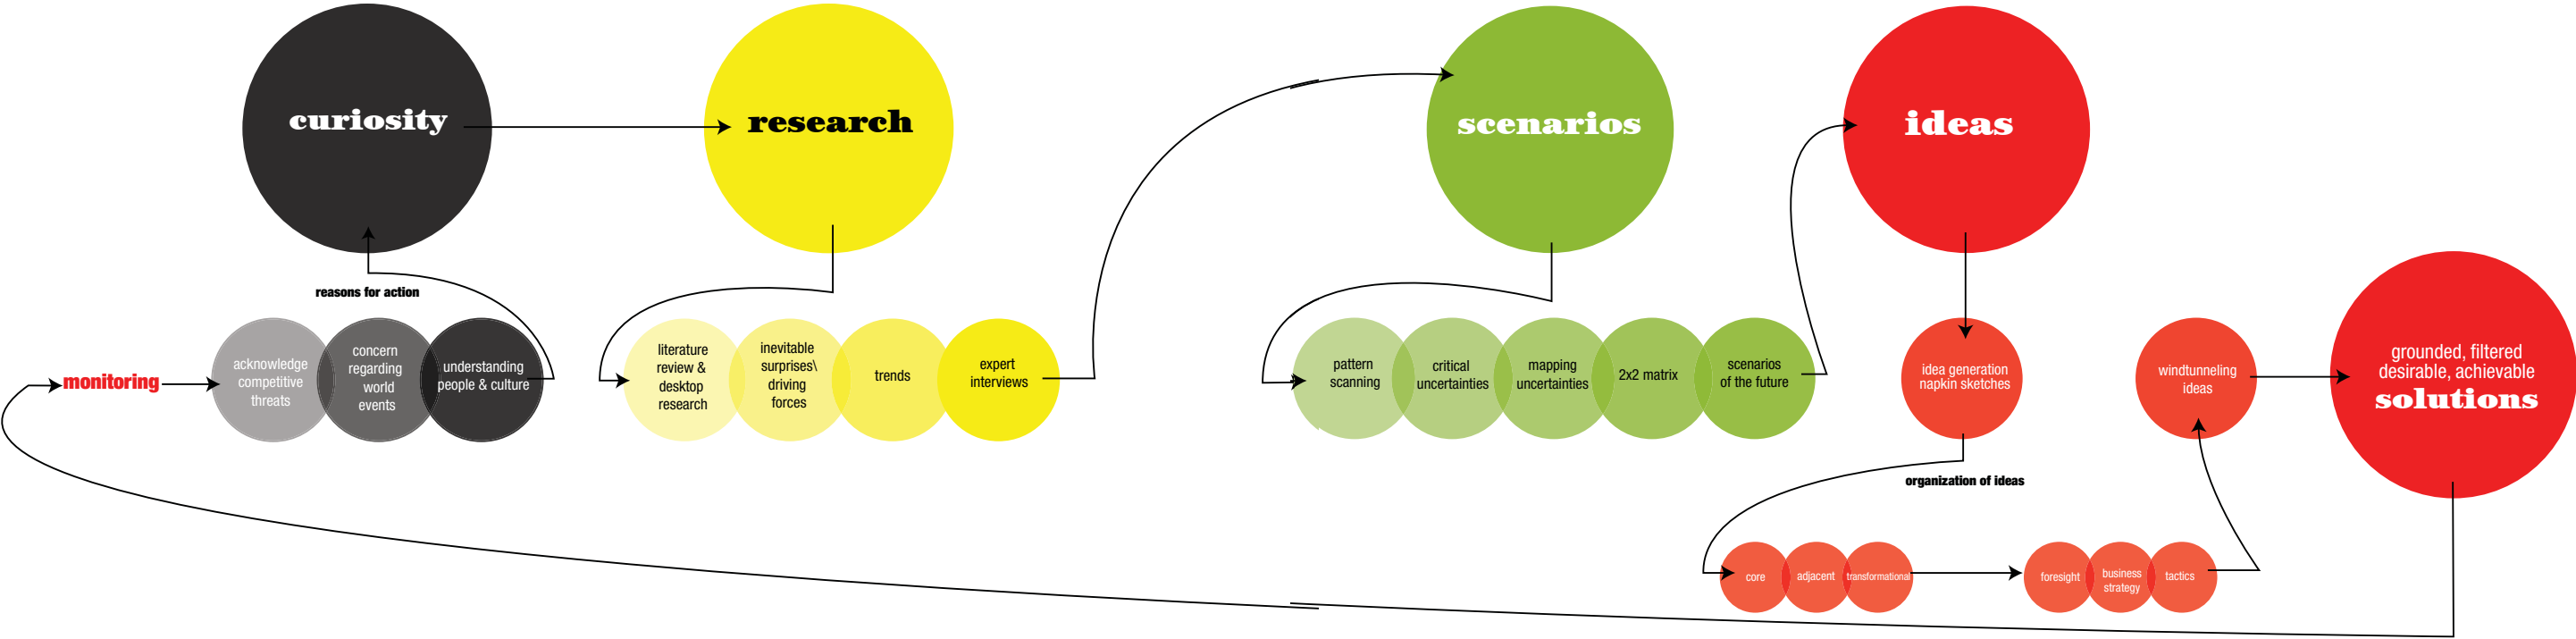 curiosity
research
scenarios
ideas
reasons for action
monitoring
acknowledge
competitive
threats
concern
regarding
world
events
understanding
people & culture
literature
review &
desktop
research
inevitable
surprises\
driving
forces
trends
expert
interviews
pattern
scanning
critical
uncertainties
mapping
uncertainties
2x2 matrix
scenarios
of the future
idea generation
napkin sketches
organization of ideas
core
adjacent
transformational
foresight
business
strategy
tactics
windtunneling
ideas
grounded, filtered
desirable, achievable
solutions